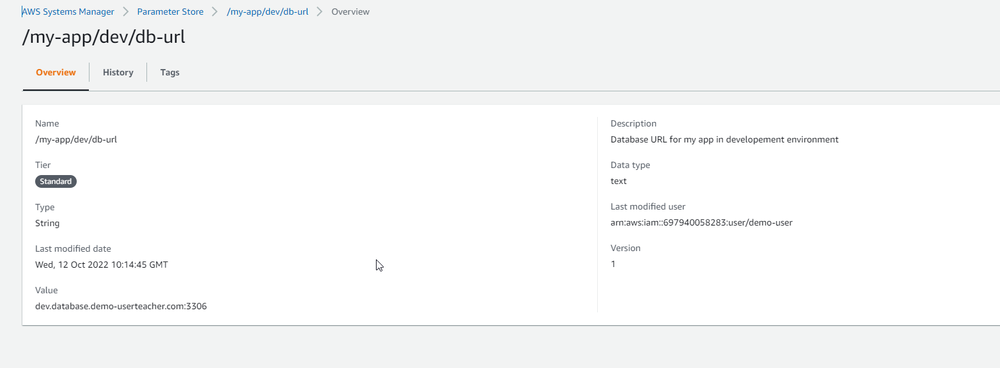 AWS Systems Manager > Parameter Store > /my-app/dev/db-url > Overview
/my-app/dev/db-url
Overview History Tags
Name
/my-app/dev/db-url
Tier
Standard
Type
String
Last modified date
Wed, 12 Oct 2022 10:14:45 GMT
Value
dev.database.demo-userteacher.com:3306
Description
Database URL for my app in developement environment
Data type
text
Last modified user
arn:aws:iam::697940058283:user/demo-user
Version
1